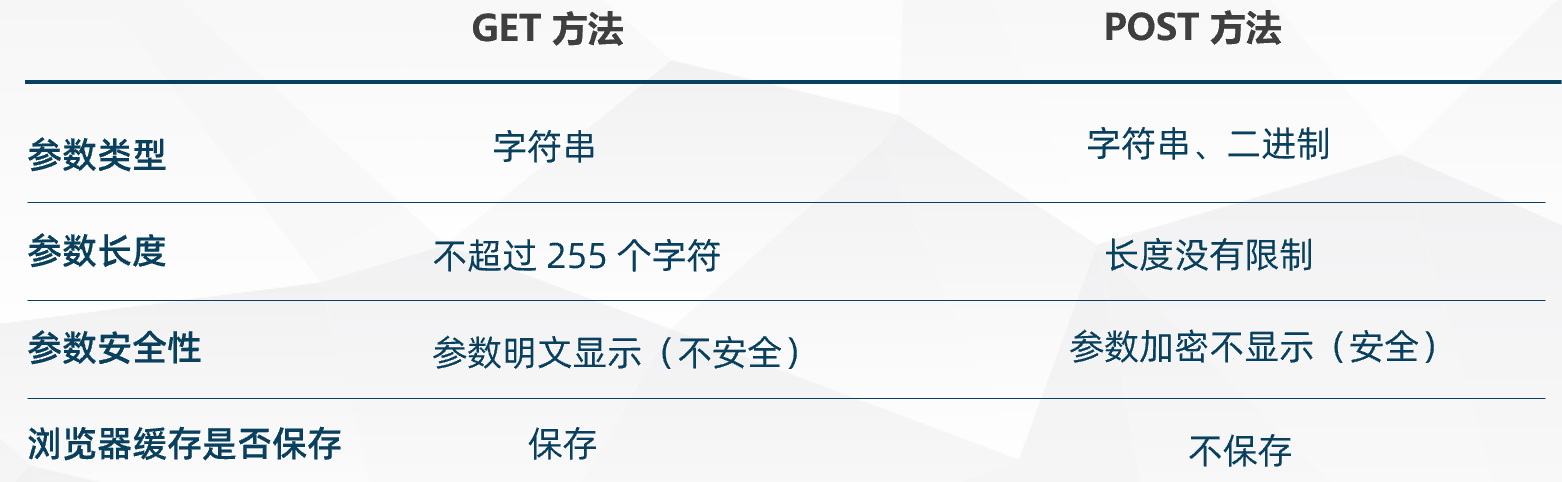 GET 方法 POST 方法
参数类型 字符串 字符串、二进制
参数长度 不超过 255 个字符 长度没有限制
参数安全性 参数明文显示（不安全） 参数加密不显示（安全）
浏览器缓存是否保存 保存 不保存